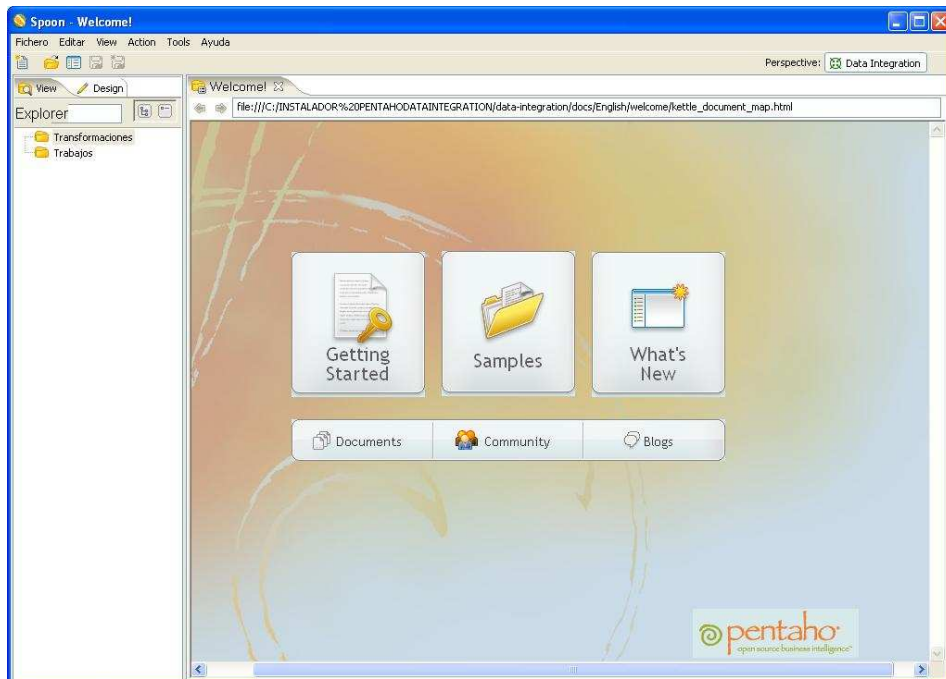 Spoon - Welcome!
Fichero Editar View Action Tools Ayuda
Perspective: Data Integration
View Design
Welcome!
Explorer
file:///C:/INSTALADOR%20PENTAHODATAINTEGRATION/data-integration/docs/English/welcome/kettle_document_map.html
Transformaciones
Trabajos
Getting
Started
Samples
What's
New
Documents
Community
Blogs
pentaho
open source business intelligence